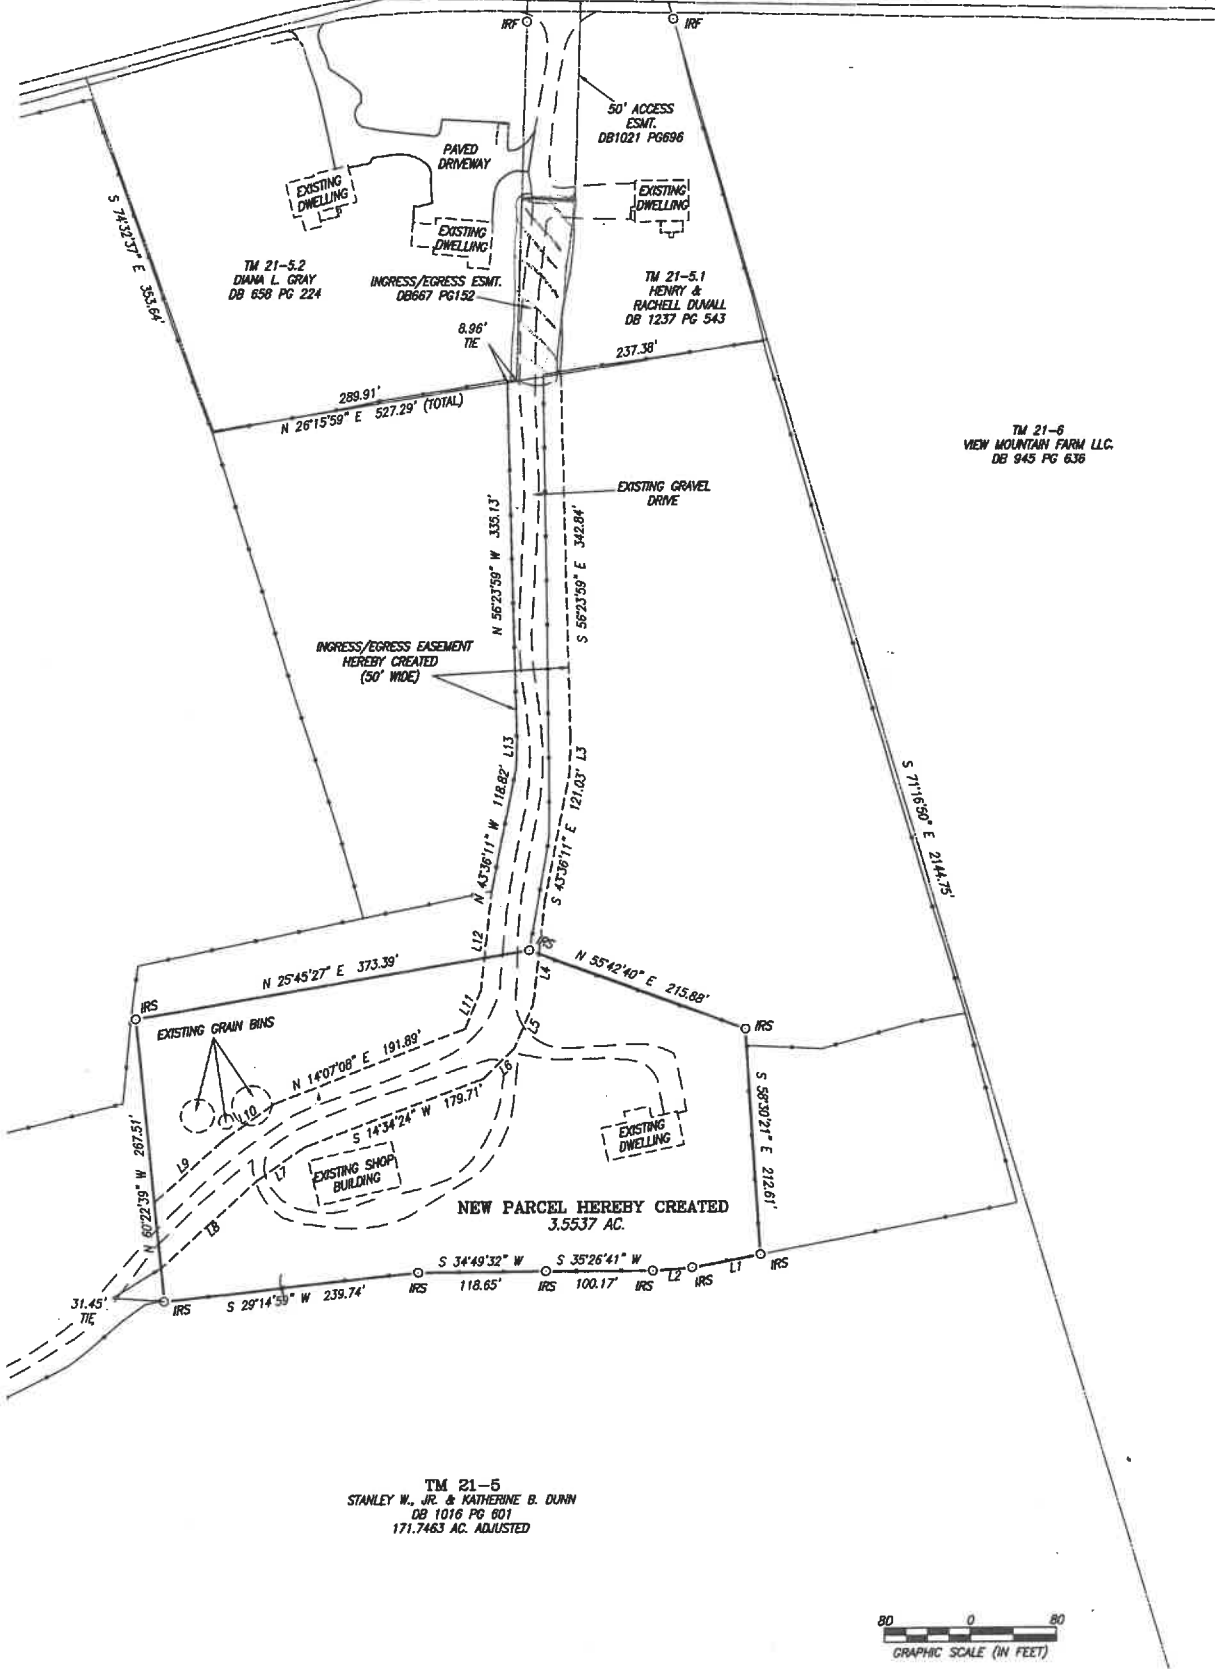 IRF
IRF
50' ACCESS
ESMT.
DB1021 PG696
PAVED
DRIVEWAY
EXISTING
DWELLING
EXISTING
DWELLING
EXISTING
DWELLING
S 74°32'37" E 353.64'
TM 21-5.2
DIANA L. GRAY
DB 658 PG 224
INGRESS/EGRESS ESMT.
DB667 PG152
TM 21-5.1
HENRY &
RACHELL DUVALL
DB 1237 PG 543
8.96'
TIE
237.38'
289.91'
N 26°15'59" E 527.29' (TOTAL)
TM 21-6
VIEW MOUNTAIN FARM LLC.
DB 945 PG 636
EXISTING GRAVEL
DRIVE
N 56°23'59" W 335.13'
S 56°23'59" E 342.84'
INGRESS/EGRESS EASEMENT
HEREBY CREATED
(50' WIDE)
N 43°36'11" W 118.82' L13
S 43°36'11" E 121.03' L3
S 71°16'50" E 2144.75'
L12
IRS
N 25°45'27" E 373.39'
L4
N 55°42'40" E 215.88'
IRS
L11
L5
IRS
EXISTING GRAIN BINS
N 14°07'08" E 191.89'
L6
L10
S 14°34'24" W 179.71'
S 58°30'21" E 212.61'
EXISTING
DWELLING
N 60°22'39" W 267.51'
L9
L7
EXISTING SHOP
BUILDING
L8
NEW PARCEL HEREBY CREATED
3.5537 AC.
S 34°49'32" W
118.65'
S 35°26'41" W
100.17'
L2
L1
IRS
IRS
IRS
IRS
IRS
31.45'
TIE
IRS
S 29°14'59" W 239.74'
TM 21-5
STANLEY W., JR. & KATHERINE B. DUNN
DB 1016 PG 601
171.7463 AC. ADJUSTED
80 0 80
GRAPHIC SCALE (IN FEET)